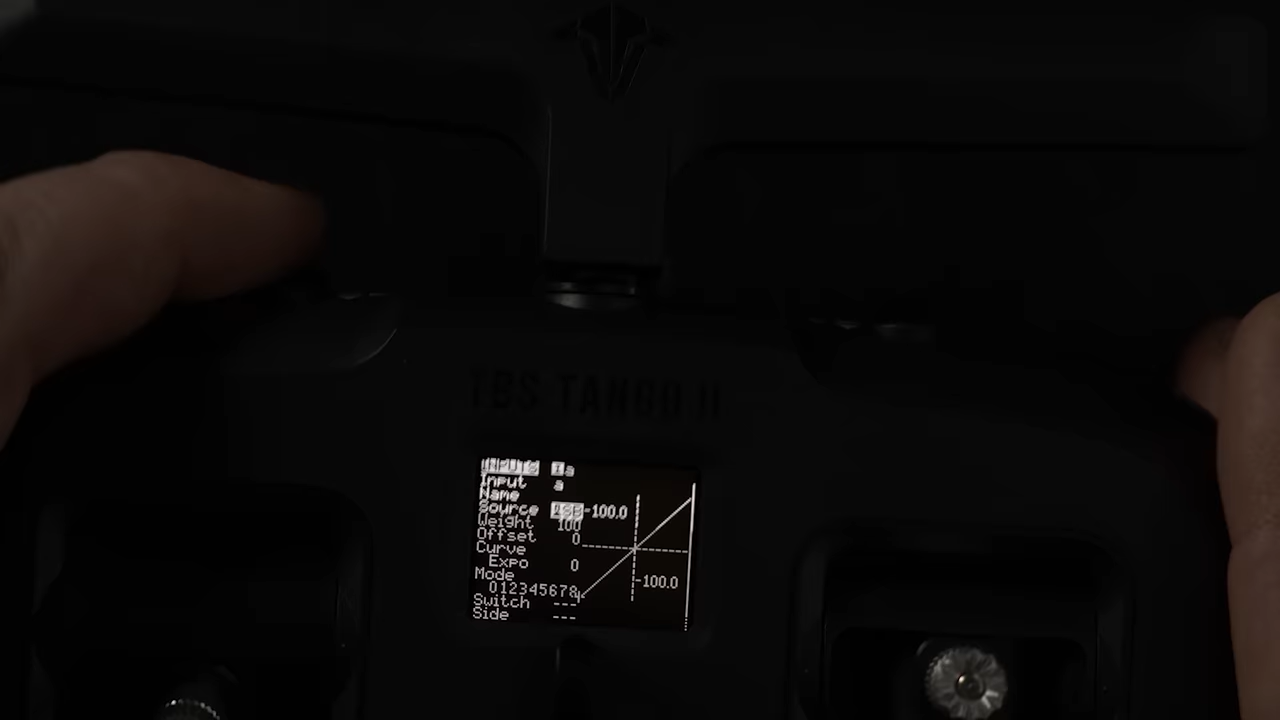 TBS TANGO II
INPUTS Ia
Input a
Name
Source -100.0
Weight 100
Offset 0
Curve
Expo 0
Mode -100.0
012345678
Switch ---
Side ---